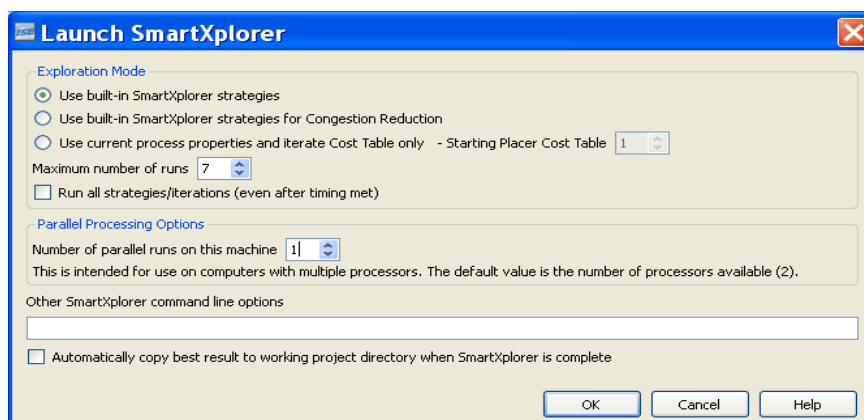 ISE Launch SmartXplorer
Exploration Mode
Use built-in SmartXplorer strategies
Use built-in SmartXplorer strategies for Congestion Reduction
Use current process properties and iterate Cost Table only - Starting Placer Cost Table 1
Maximum number of runs 7
Run all strategies/iterations (even after timing met)
Parallel Processing Options
Number of parallel runs on this machine 1
This is intended for use on computers with multiple processors. The default value is the number of processors available (2).
Other SmartXplorer command line options
Automatically copy best result to working project directory when SmartXplorer is complete
OK Cancel Help